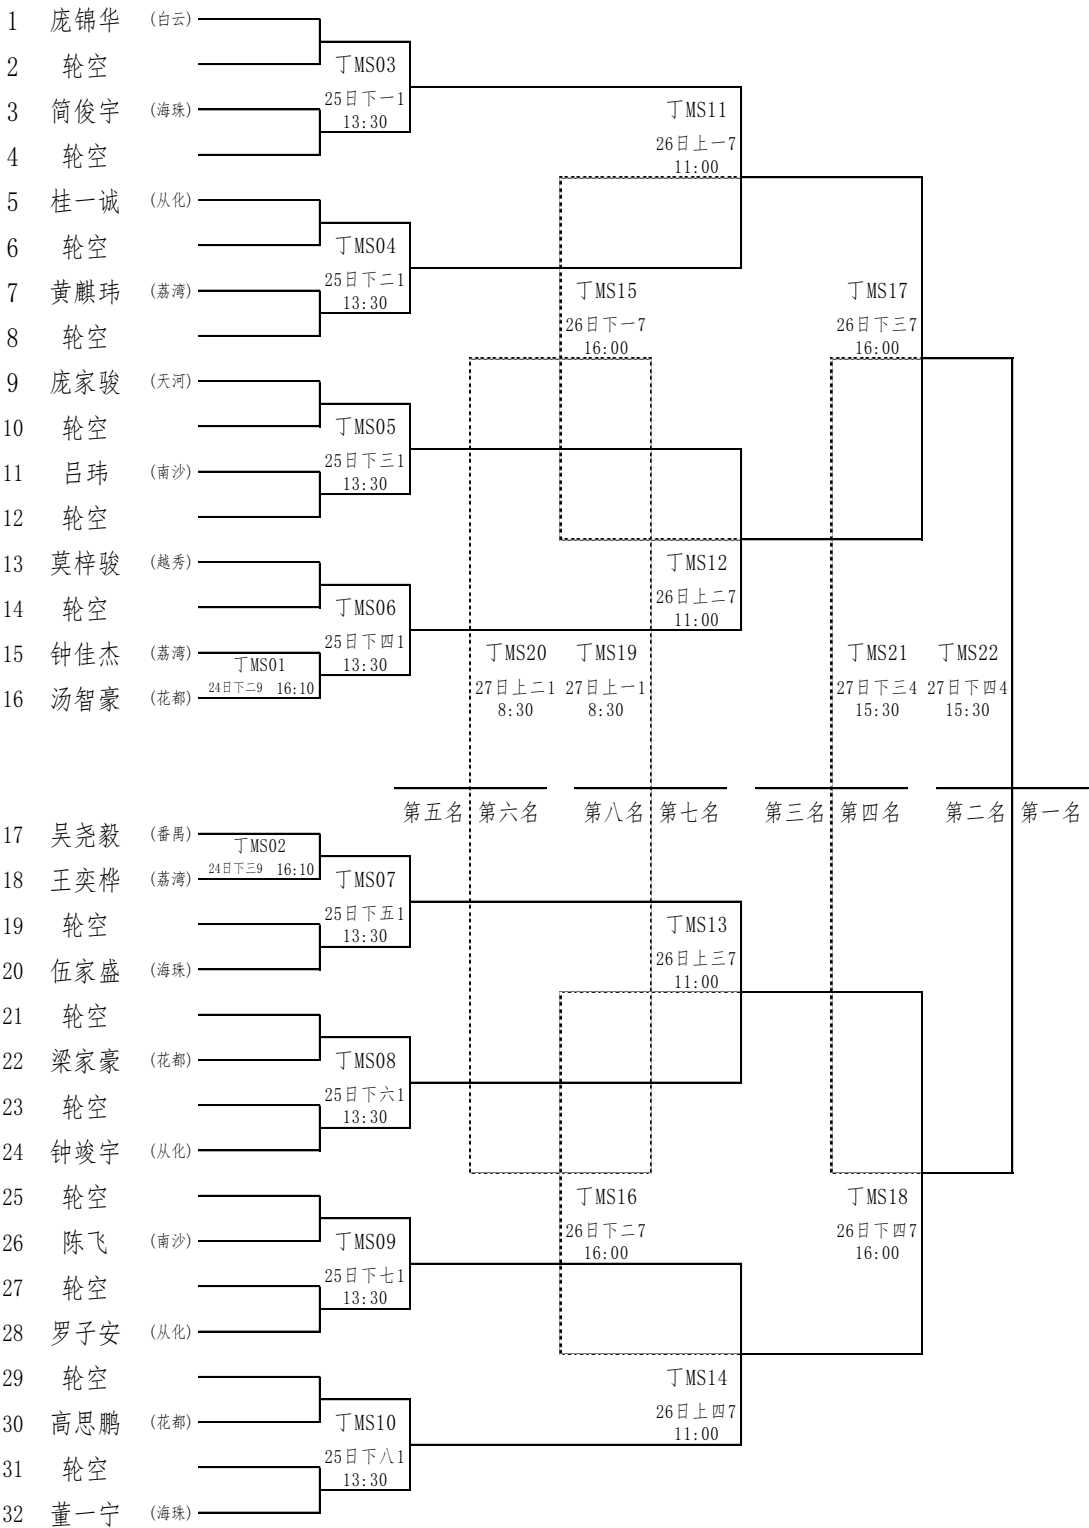 1 庞锦华 (白云)
2 轮空
丁MS03
25日下一1
13:30
3 简俊宇 (海珠)
4 轮空
丁MS11
26日上一7
11:00
5 桂一诚 (从化)
6 轮空
丁MS04
25日下二1
13:30
7 黄麒玮 (荔湾)
8 轮空
丁MS15
26日下一7
16:00
丁MS17
26日下三7
16:00
9 庞家骏 (天河)
10 轮空
丁MS05
25日下三1
13:30
11 吕玮 (南沙)
12 轮空
13 莫梓骏 (越秀)
14 轮空
丁MS06
25日下四1
13:30
丁MS12
26日上二7
11:00
15 钟佳杰 (荔湾)
丁MS01
24日下二9 16:10
16 汤智豪 (花都)
丁MS20
27日上二1
8:30
丁MS19
27日上一1
8:30
丁MS21
27日下三4
15:30
丁MS22
27日下四4
15:30
第五名 第六名 第八名 第七名 第三名 第四名 第二名 第一名
17 吴尧毅 (番禺)
丁MS02
24日下三9 16:10
18 王奕桦 (荔湾)
丁MS07
25日下五1
13:30
19 轮空
20 伍家盛 (海珠)
丁MS13
26日上三7
11:00
21 轮空
22 梁家豪 (花都)
丁MS08
25日下六1
13:30
23 轮空
24 钟竣宇 (从化)
25 轮空
丁MS16
26日下二7
16:00
丁MS18
26日下四7
16:00
26 陈飞 (南沙)
丁MS09
25日下七1
13:30
27 轮空
28 罗子安 (从化)
29 轮空
丁MS14
26日上四7
11:00
30 高思鹏 (花都)
丁MS10
25日下八1
13:30
31 轮空
32 董一宁 (海珠)